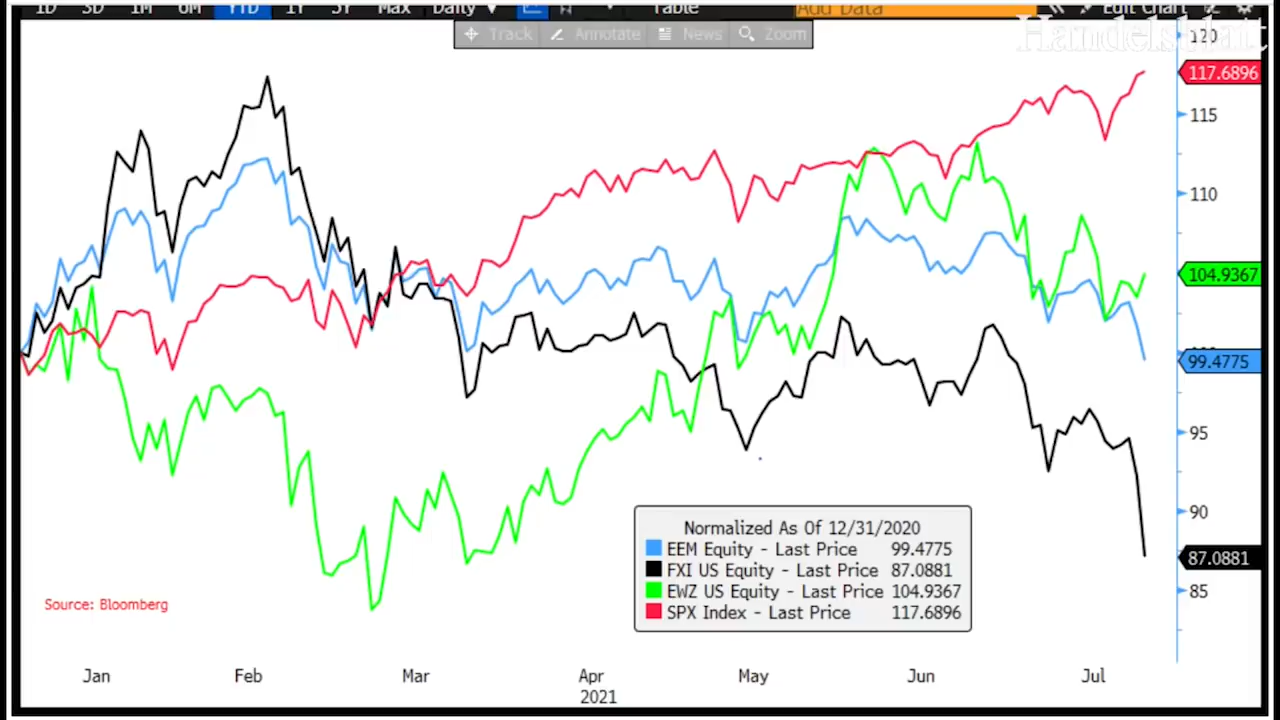 1D 3D 1M 6M YTD 1Y 5Y Max Daily ▼ Table Add Data Edit Chart
Handelsblatt
Track Annotate News Zoom
120
117.6896
115
110
104.9367
100
99.4775
95
90
87.0881
85
Normalized As Of 12/31/2020
EEM Equity - Last Price 99.4775
FXI US Equity - Last Price 87.0881
EWZ US Equity - Last Price 104.9367
SPX Index - Last Price 117.6896
Source: Bloomberg
Jan Feb Mar Apr May Jun Jul
2021